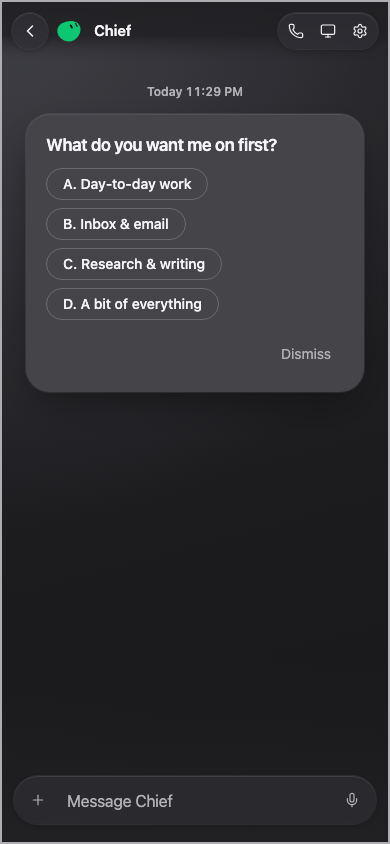 Chief
Today 11:29 PM
What do you want me on first?
A. Day-to-day work
B. Inbox & email
C. Research & writing
D. A bit of everything
Dismiss
Message Chief